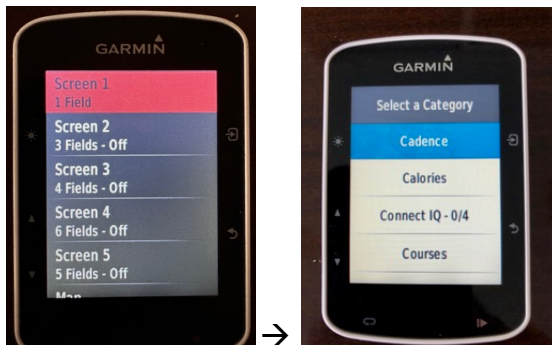 GARMIN
Screen 1
1 Field
Screen 2
3 Fields - Off
Screen 3
4 Fields - Off
Screen 4
6 Fields - Off
Screen 5
5 Fields - Off
Map
GARMIN
Select a Category
Cadence
Calories
Connect IQ - 0/4
Courses